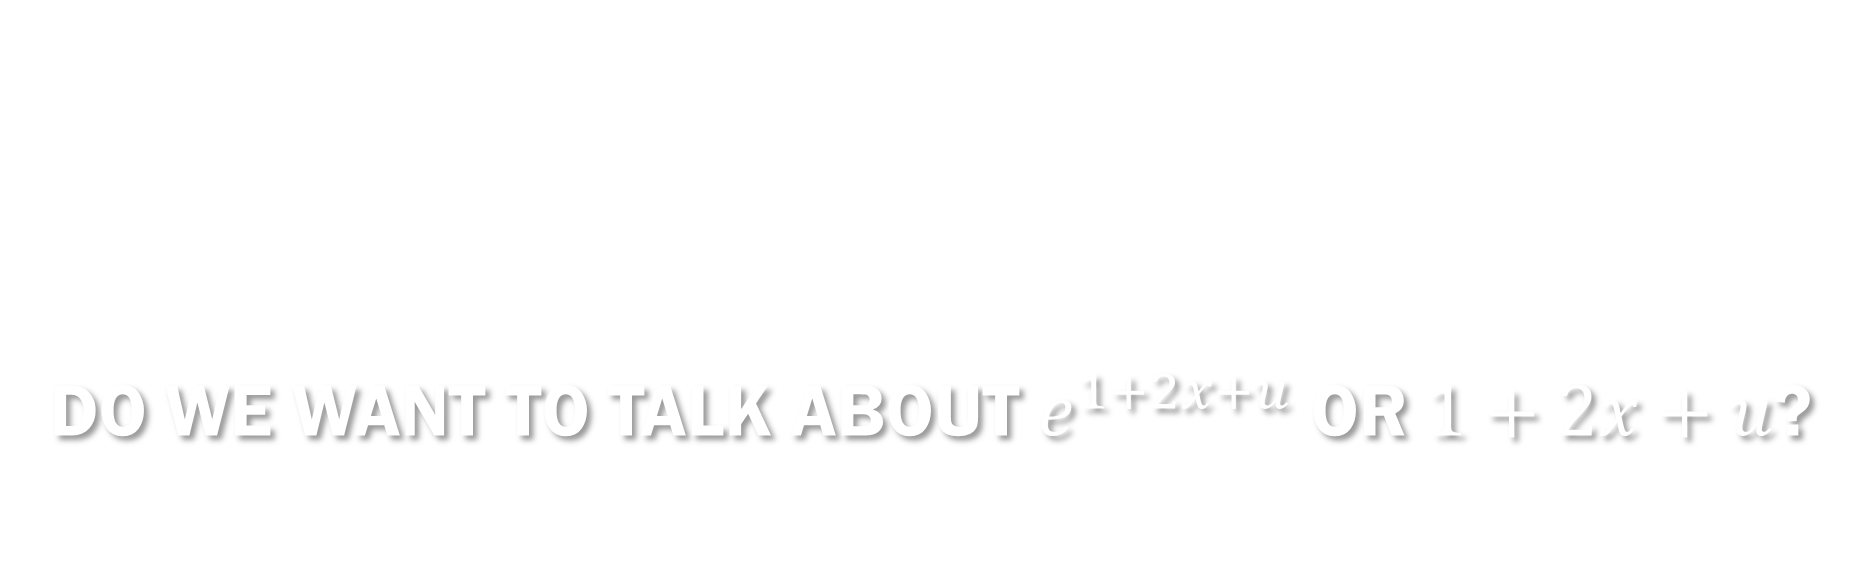 DO WE WANT TO TALK ABOUT $e^{1+2x+u}$ OR $1 + 2x + u$?